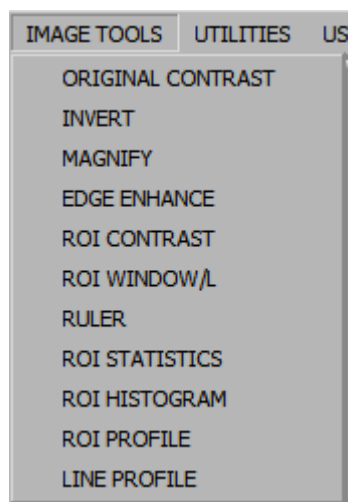 IMAGE TOOLS UTILITIES US
ORIGINAL CONTRAST
INVERT
MAGNIFY
EDGE ENHANCE
ROI CONTRAST
ROI WINDOW/L
RULER
ROI STATISTICS
ROI HISTOGRAM
ROI PROFILE
LINE PROFILE